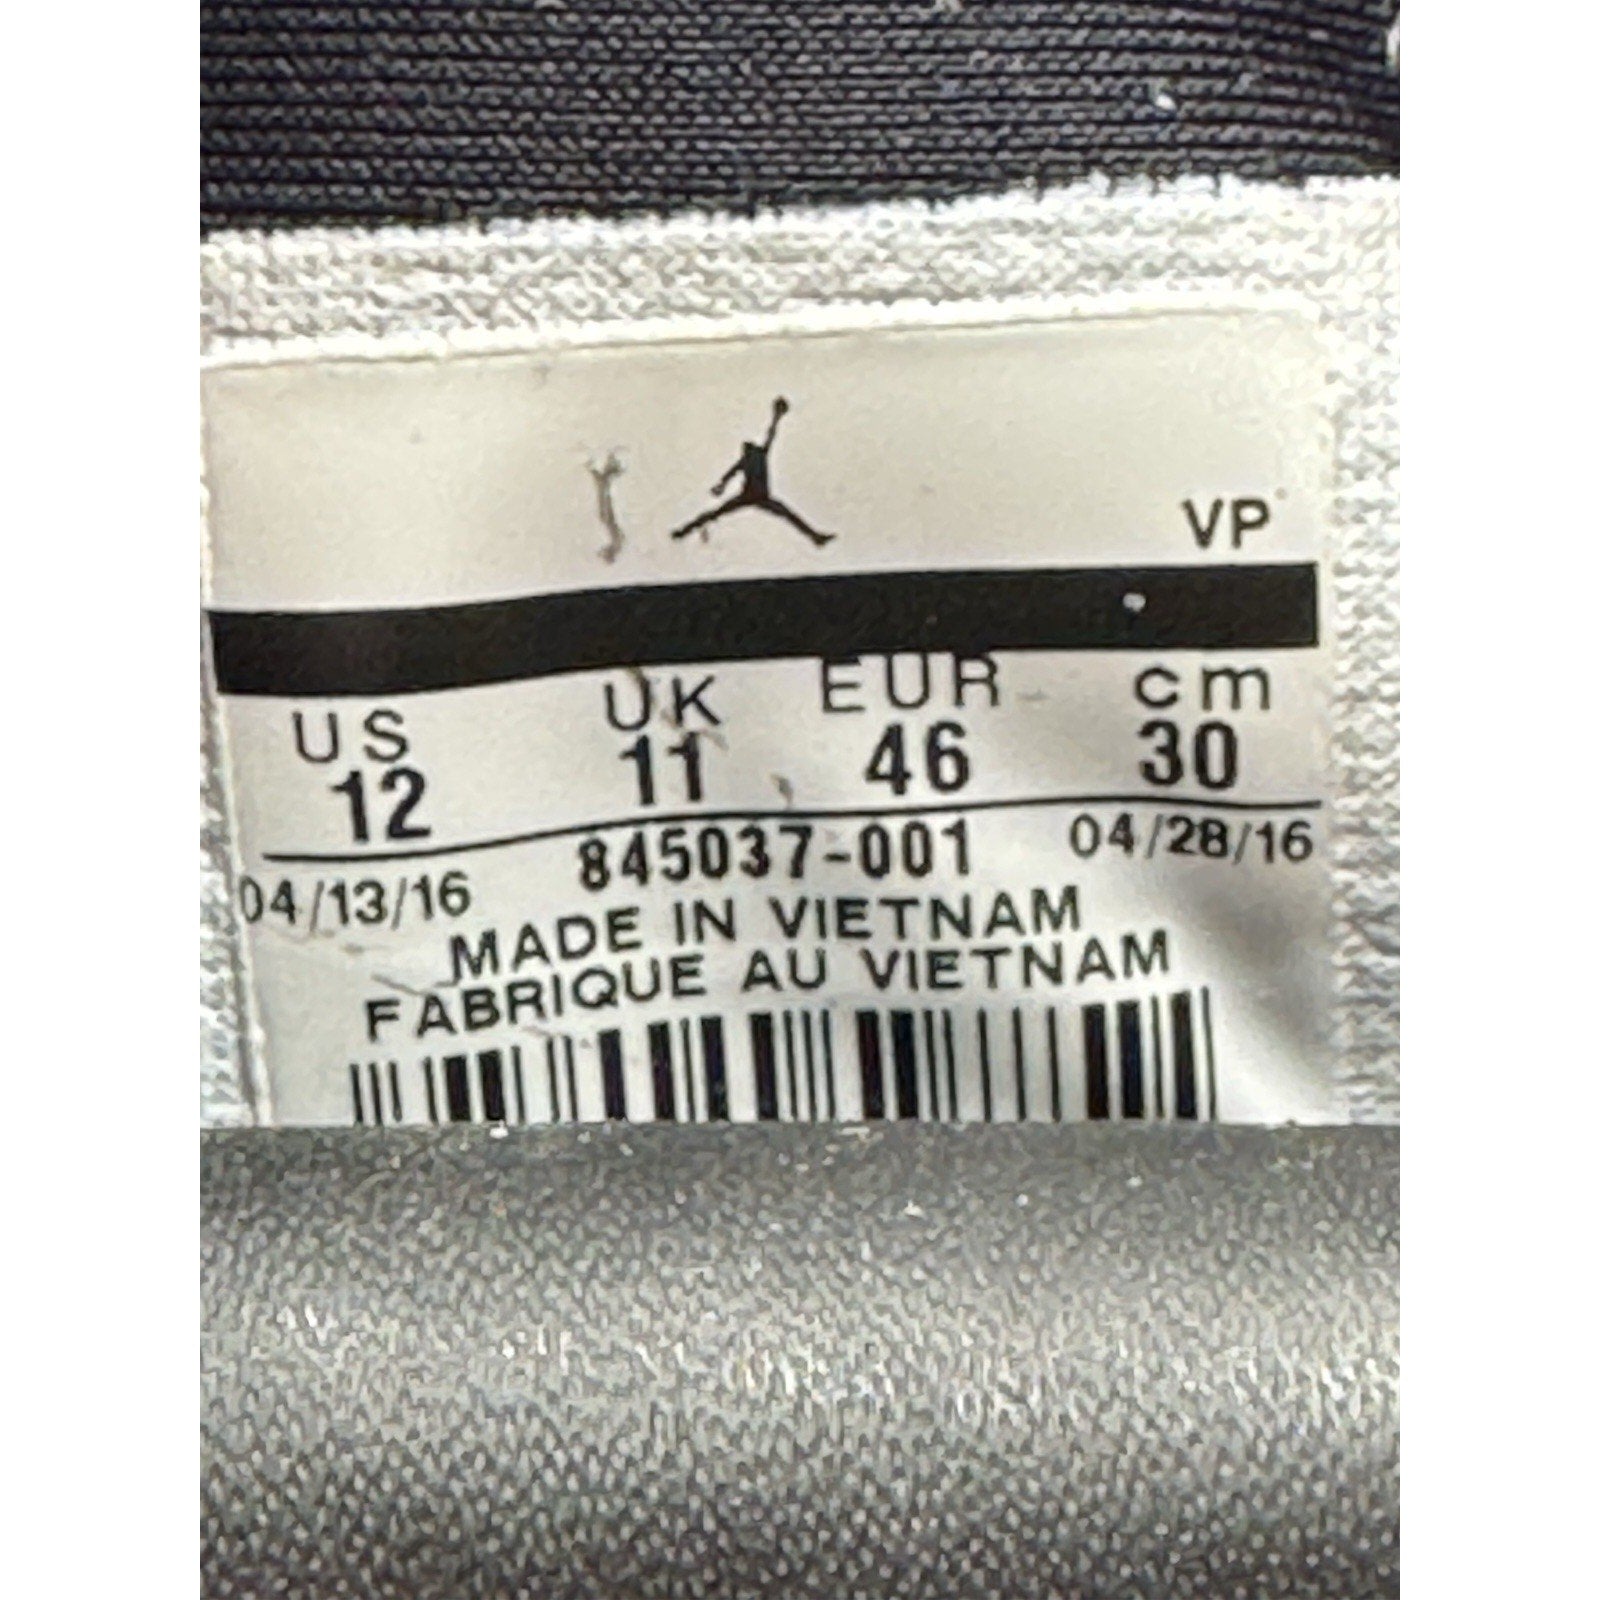 VP
US UK EUR cm
12 11 46 30
04/13/16 845037-001 04/28/16
MADE IN VIETNAM
FABRIQUE AU VIETNAM